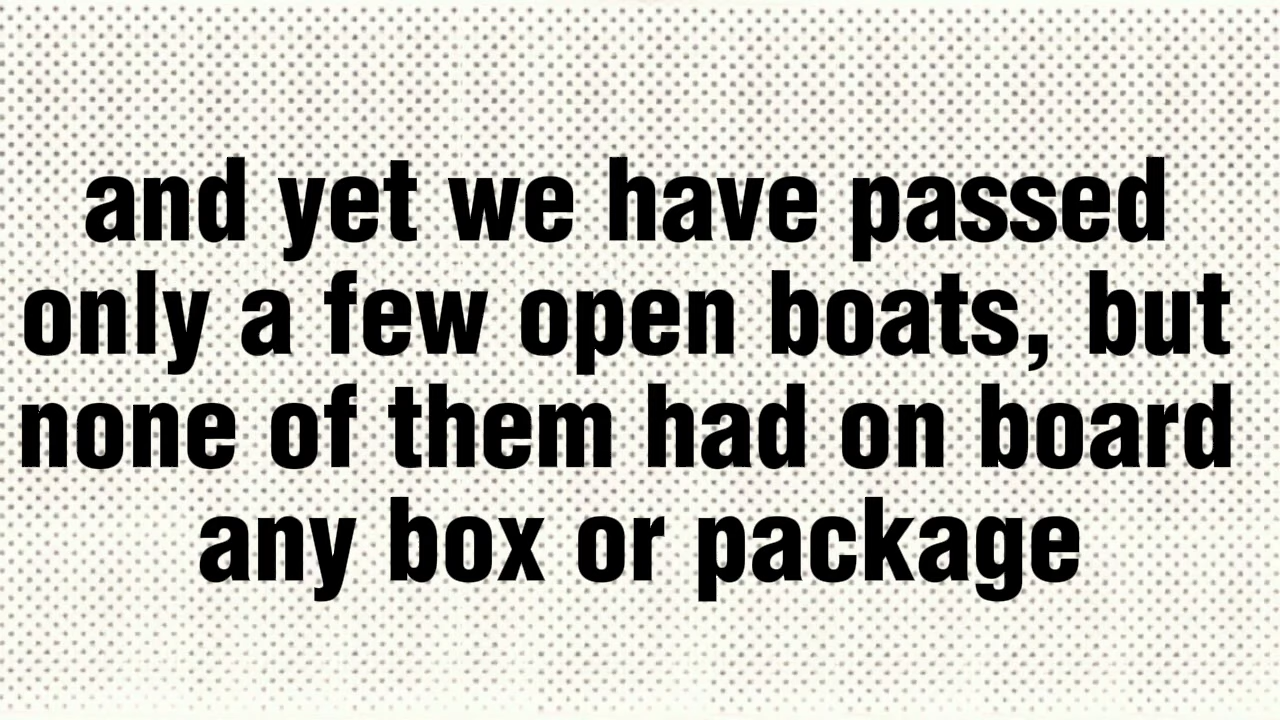 and yet we have passed
only a few open boats, but
none of them had on board
any box or package